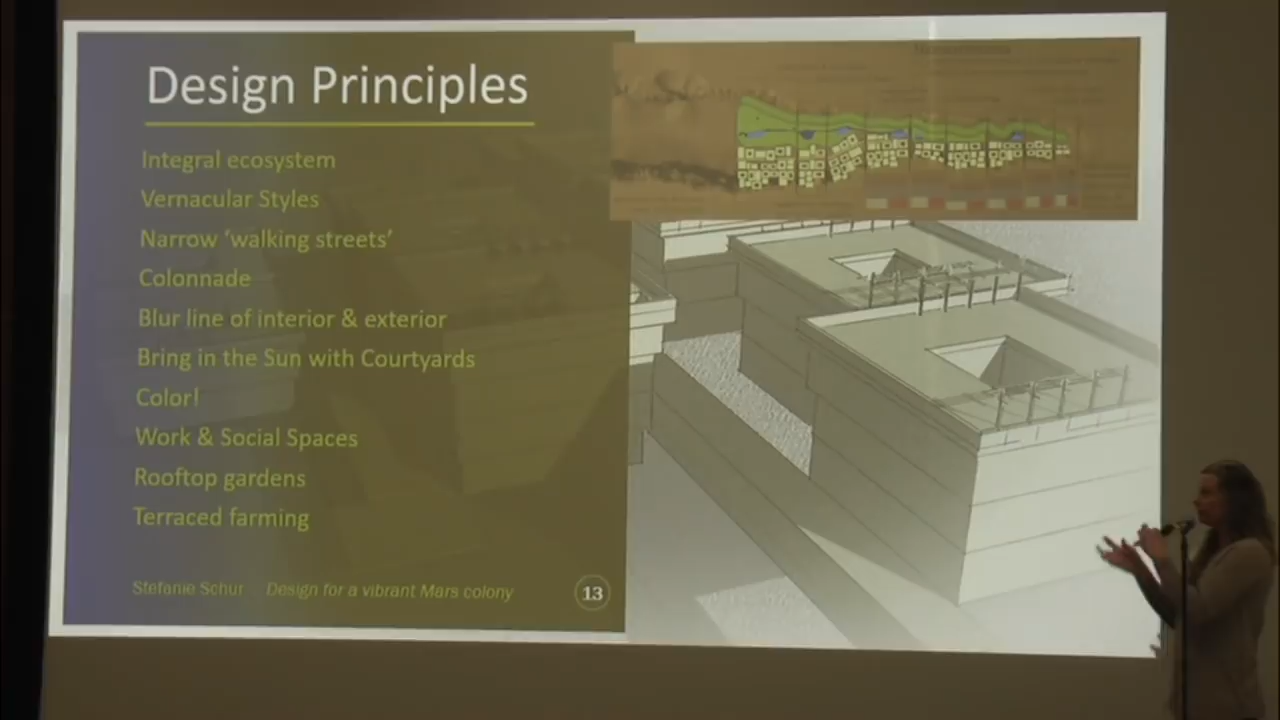 Design Principles
Integral ecosystem
Vernacular Styles
Narrow ‘walking streets’
Colonnade
Blur line of interior & exterior
Bring in the Sun with Courtyards
Color!
Work & Social Spaces
Rooftop gardens
Terraced farming
Stefanie Schur Design for a vibrant Mars colony
13